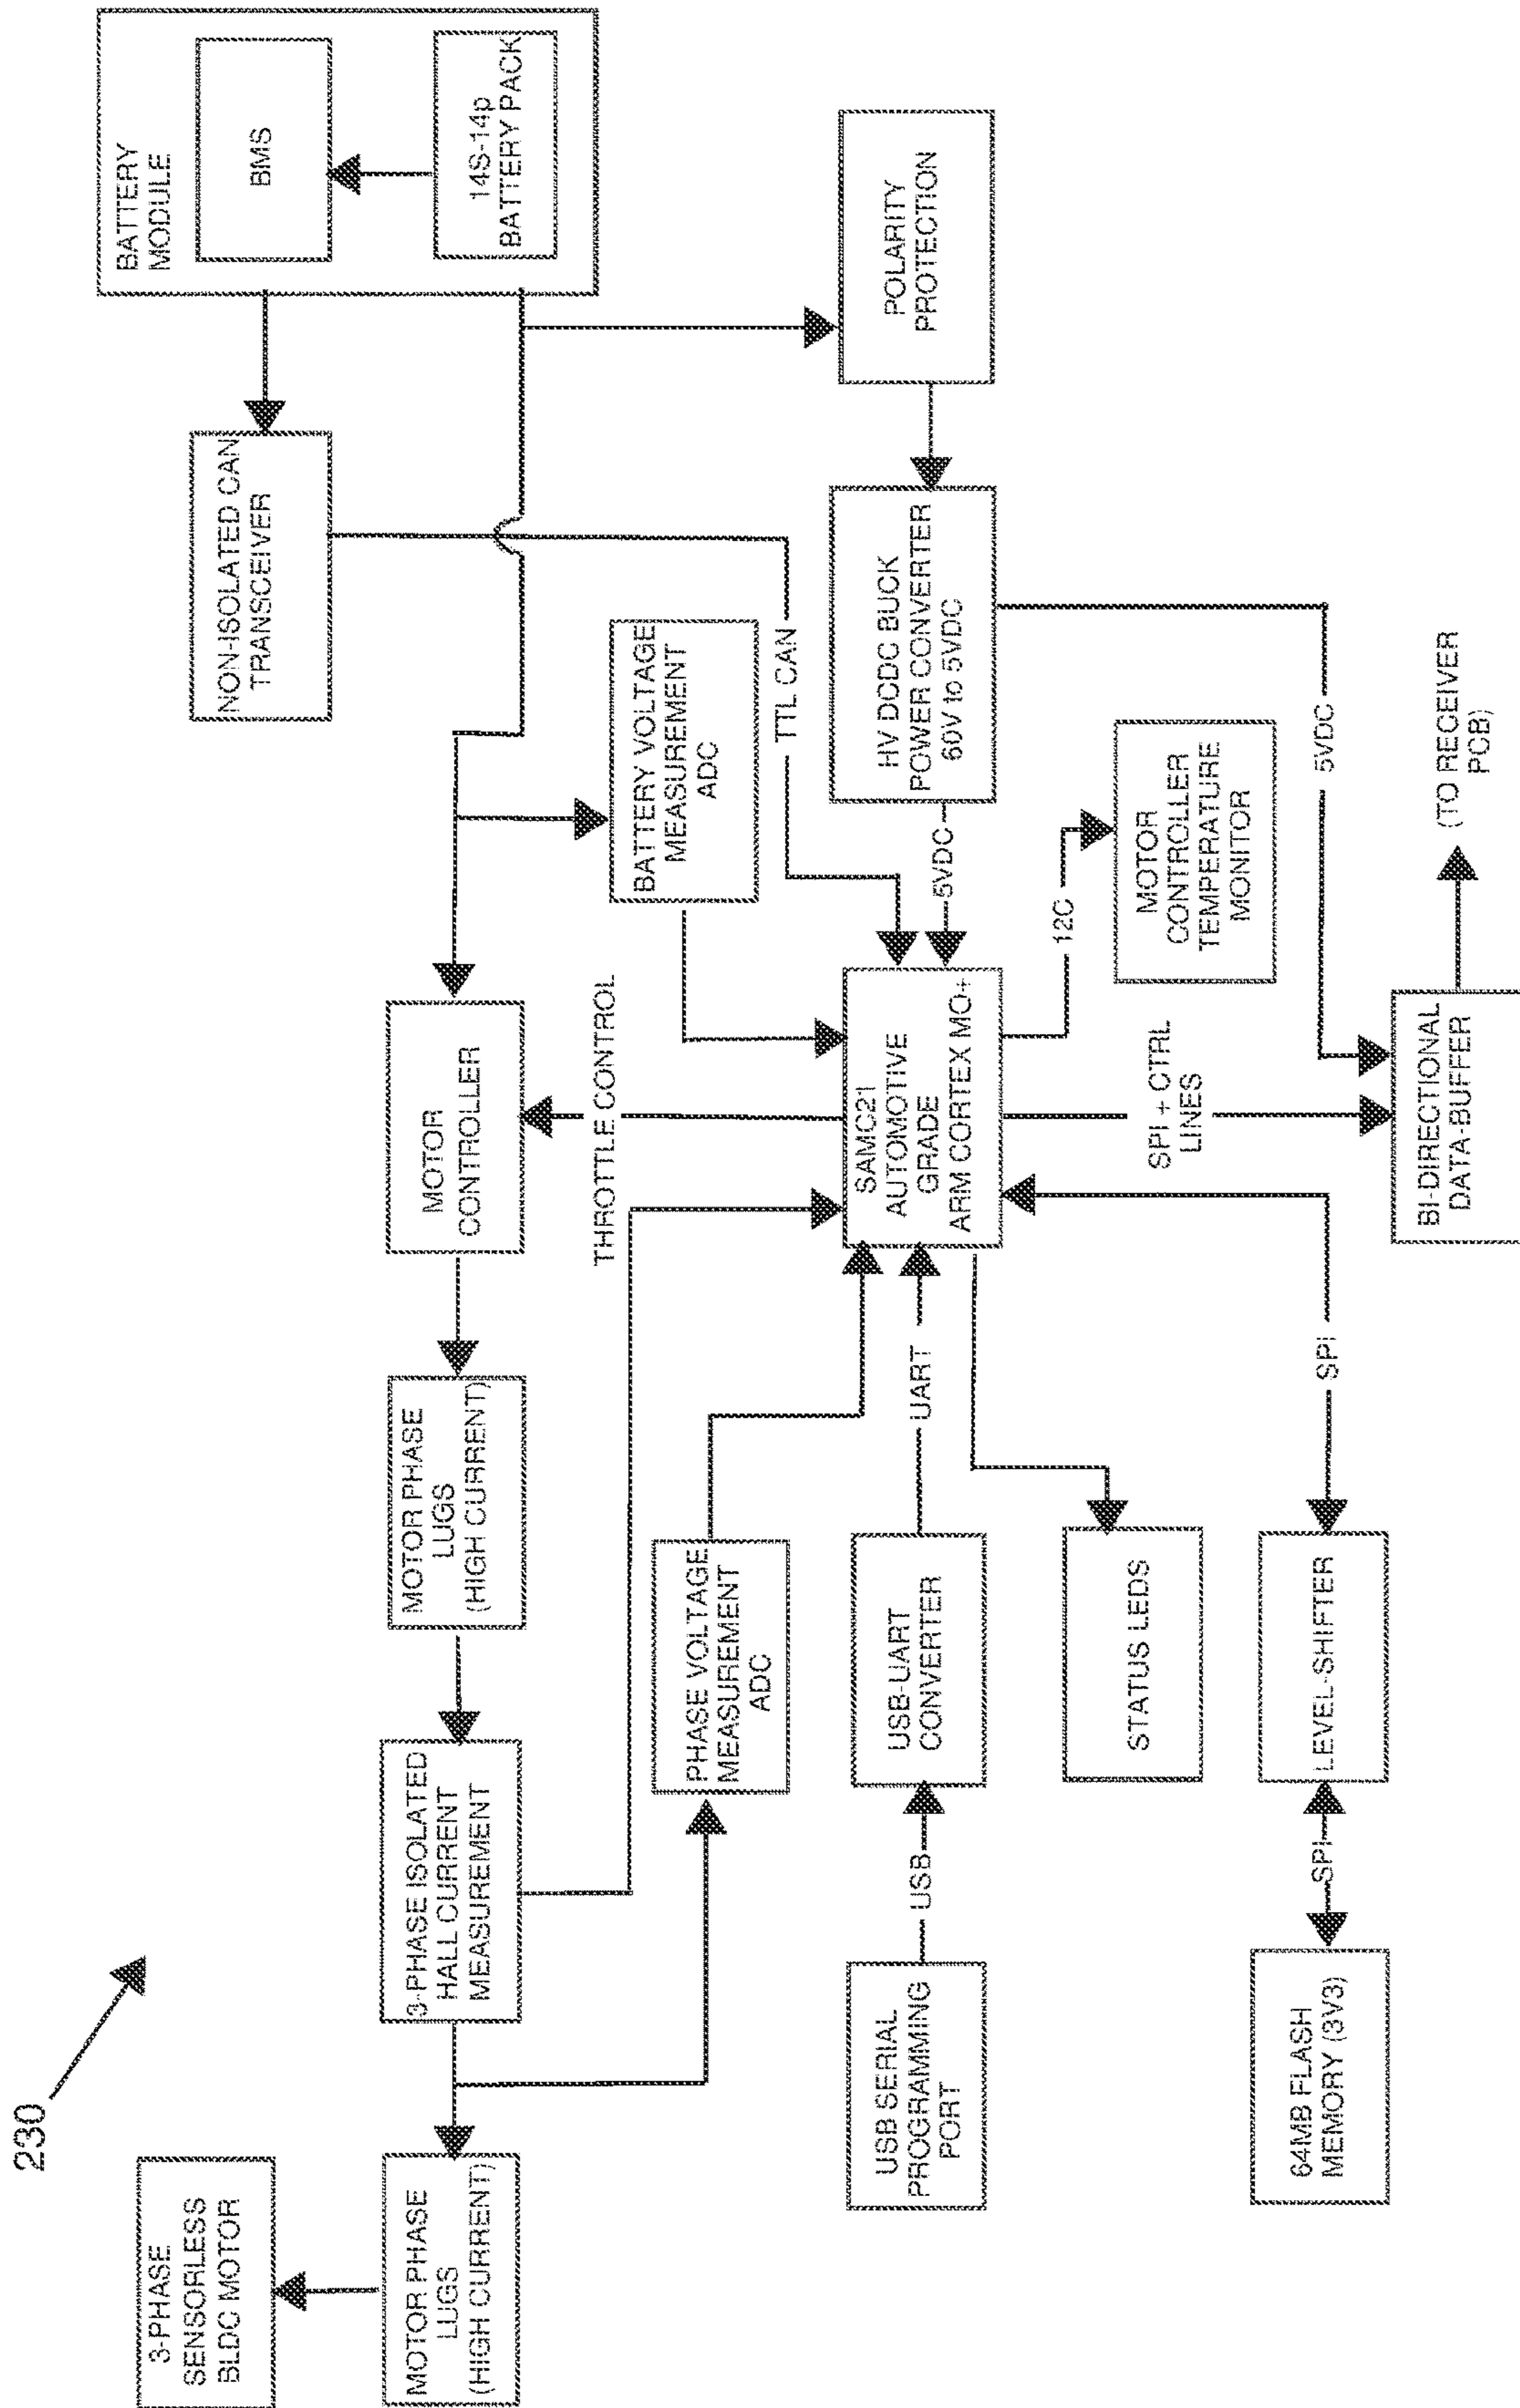 230
3-PHASE
SENSORLESS
BLDC MOTOR
MOTOR PHASE
LUGS
(HIGH CURRENT)
3-PHASE ISOLATED
HALL CURRENT
MEASUREMENT
MOTOR PHASE
LUGS
(HIGH CURRENT)
MOTOR
CONTROLLER
NON-ISOLATED CAN
TRANSCEIVER
BATTERY
MODULE
BMS
14S-14p
BATTERY PACK
THROTTLE CONTROL
PHASE VOLTAGE
MEASUREMENT
ADC
BATTERY VOLTAGE
MEASUREMENT
ADC
TTL CAN
USB SERIAL
PROGRAMMING
PORT
USB
USB-UART
CONVERTER
UART
SAMC21
AUTOMOTIVE
GRADE
ARM CORTEX MO+
5VDC
HV DCDC BUCK
POWER CONVERTER
60V to 5VDC
POLARITY
PROTECTION
STATUS LEDS
12C
MOTOR
CONTROLLER
TEMPERATURE
MONITOR
SPI + CTRL
LINES
5VDC
64MB FLASH
MEMORY (3V3)
SPI
LEVEL-SHIFTER
SPI
BI-DIRECTIONAL
DATA-BUFFER
(TO RECEIVER
PCB)